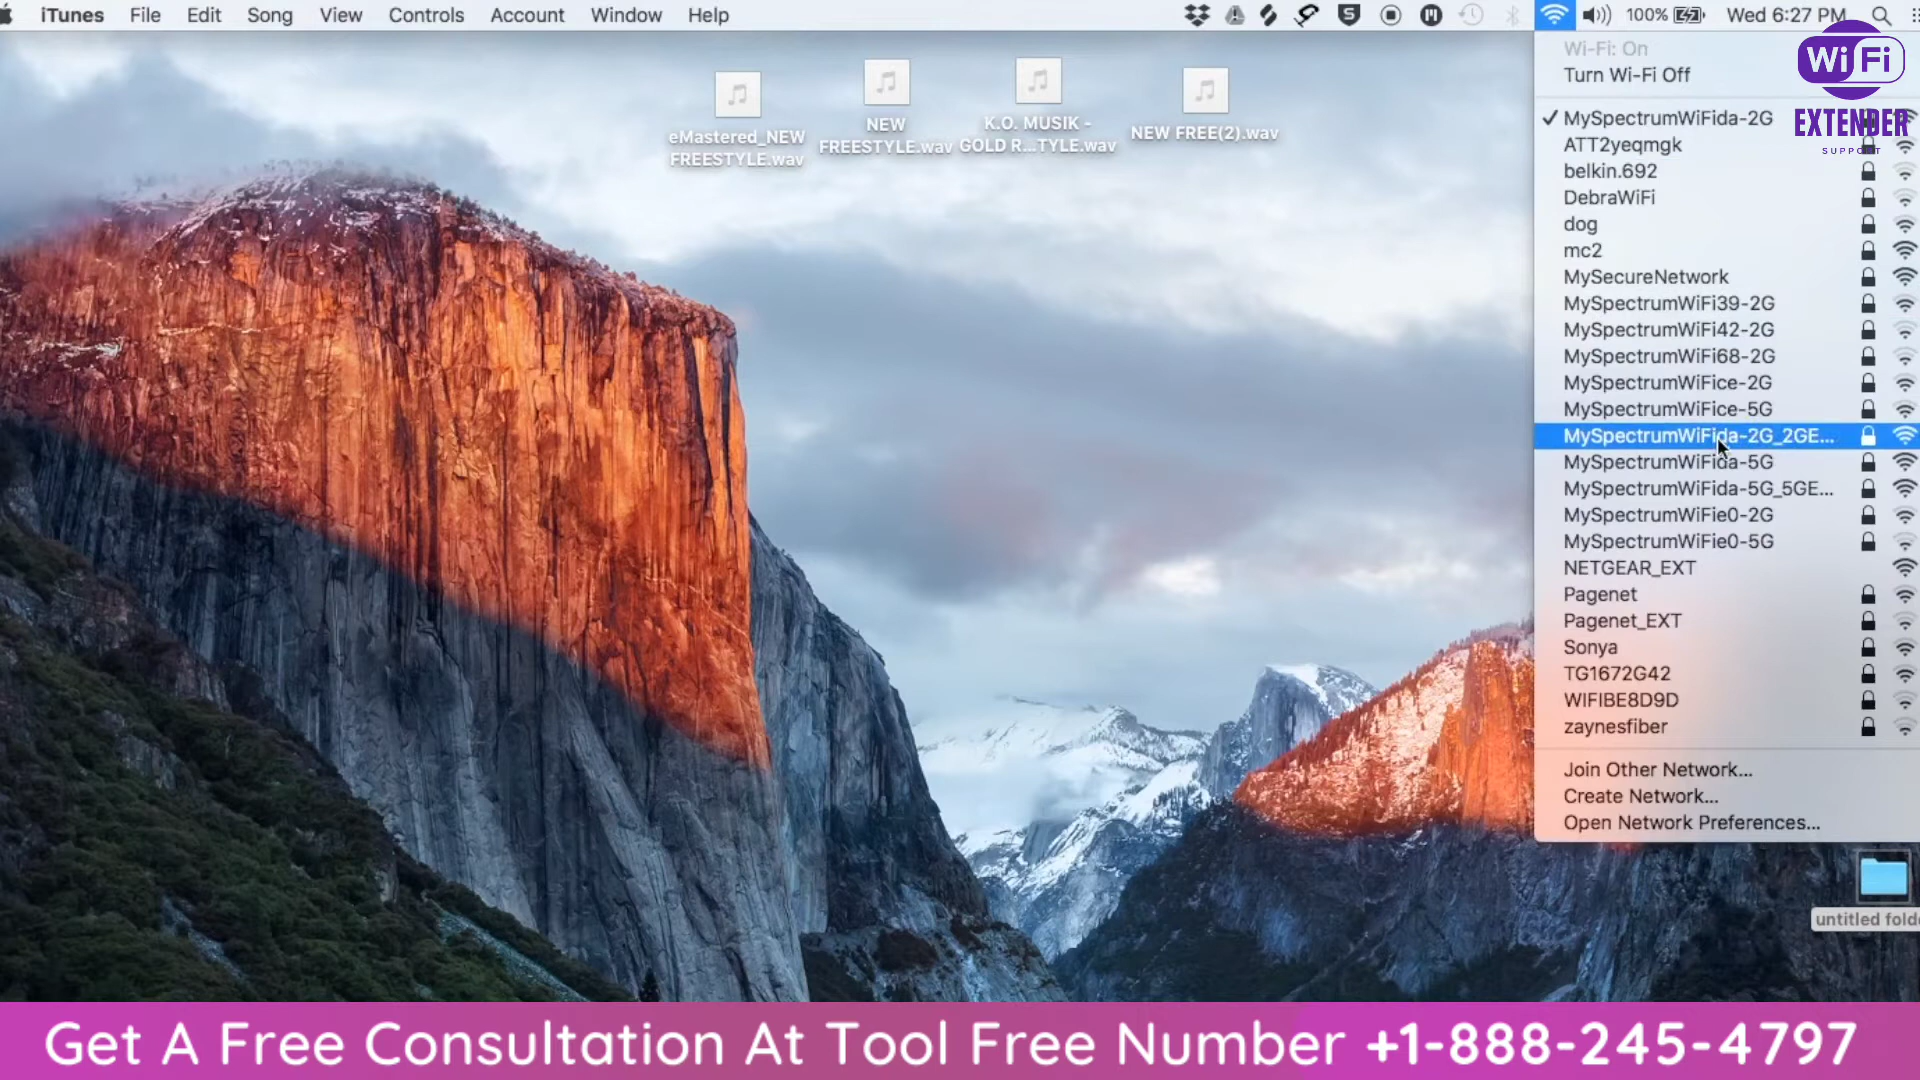 iTunes File Edit Song View Controls Account Window Help 100% Wed 6:27 PM
Wi-Fi: On
Turn Wi-Fi Off
WiFi
EXTENDER
SUPPORT
eMastered_NEW
FREESTYLE.wav
NEW
FREESTYLE.wav
K.O. MUSIK -
GOLD R...TYLE.wav
NEW FREE(2).wav
✓ MySpectrumWiFida-2G
ATT2yeqmgk
belkin.692
DebraWiFi
dog
mc2
MySecureNetwork
MySpectrumWiFi39-2G
MySpectrumWiFi42-2G
MySpectrumWiFi68-2G
MySpectrumWiFice-2G
MySpectrumWiFice-5G
MySpectrumWiFida-2G_2GE...
MySpectrumWiFida-5G
MySpectrumWiFida-5G_5GE...
MySpectrumWiFie0-2G
MySpectrumWiFie0-5G
NETGEAR_EXT
Pagenet
Pagenet_EXT
Sonya
TG1672G42
WIFIBE8D9D
zaynesfiber
Join Other Network...
Create Network...
Open Network Preferences...
untitled folde
Get A Free Consultation At Tool Free Number +1-888-245-4797